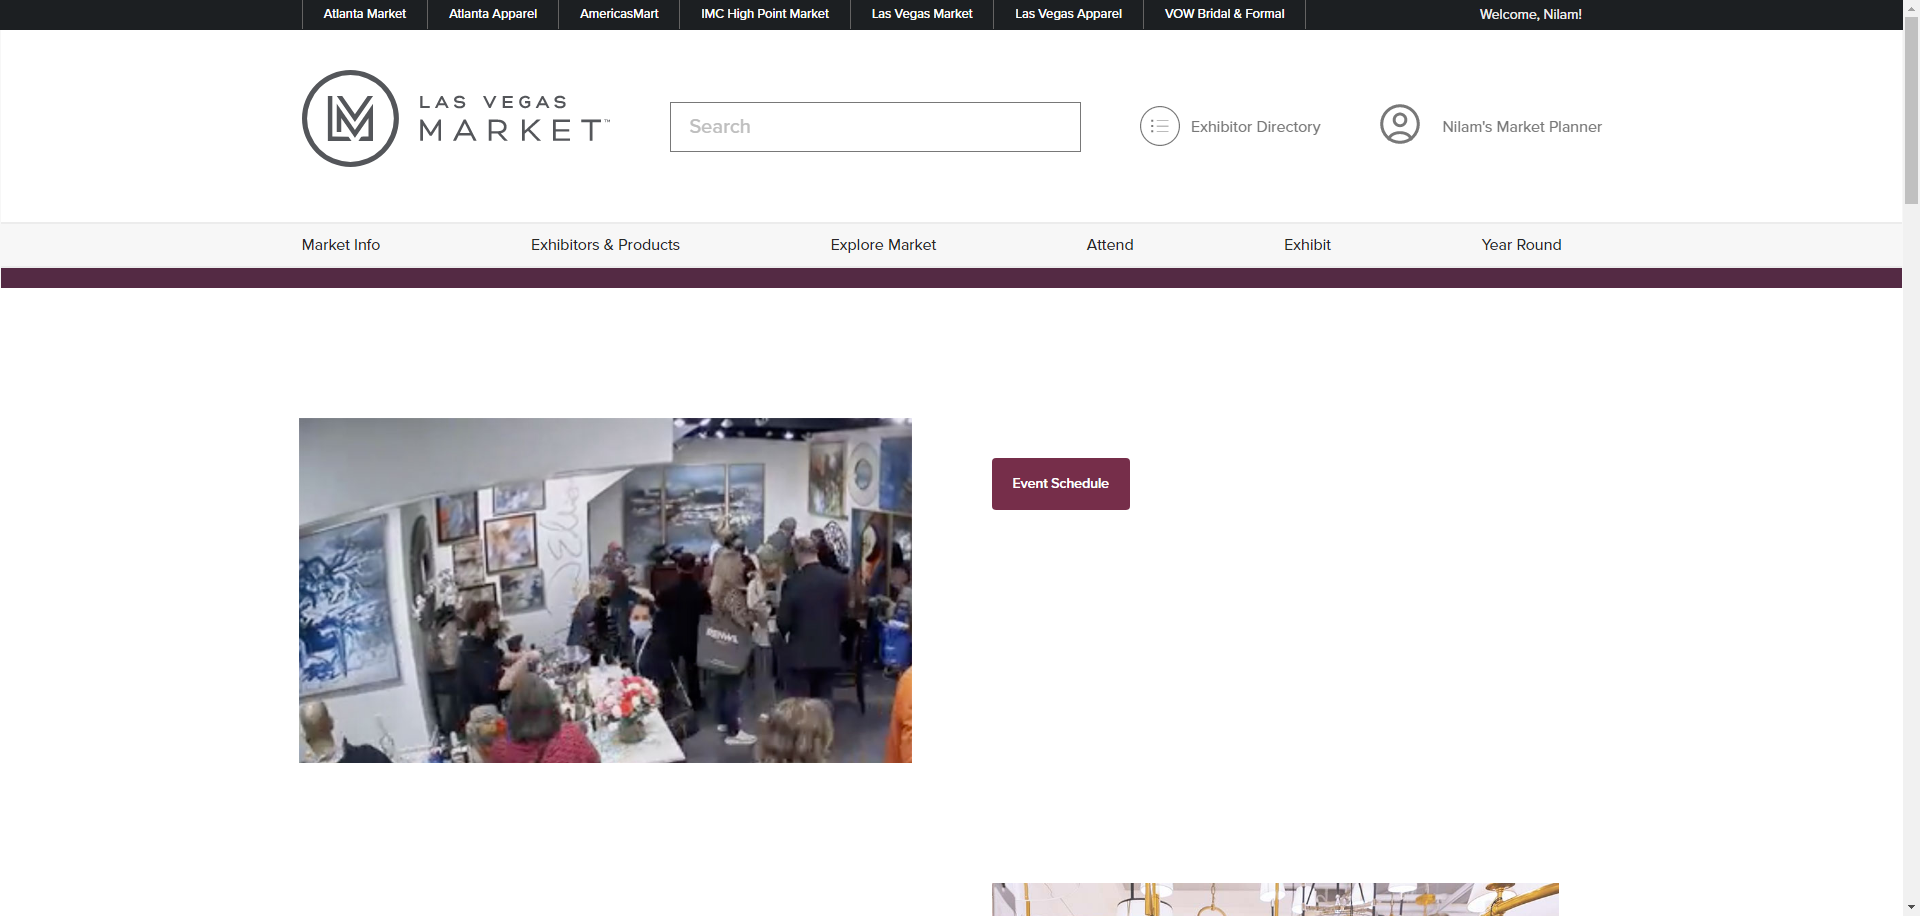 Atlanta Market
Atlanta Apparel
AmericasMart
IMC High Point Market
Las Vegas Market
Las Vegas Apparel
VOW Bridal & Formal
Welcome, Nilam!
LAS VEGAS
MARKET™
Search
Exhibitor Directory
Nilam's Market Planner
Market Info
Exhibitors & Products
Explore Market
Attend
Exhibit
Year Round
Event Schedule